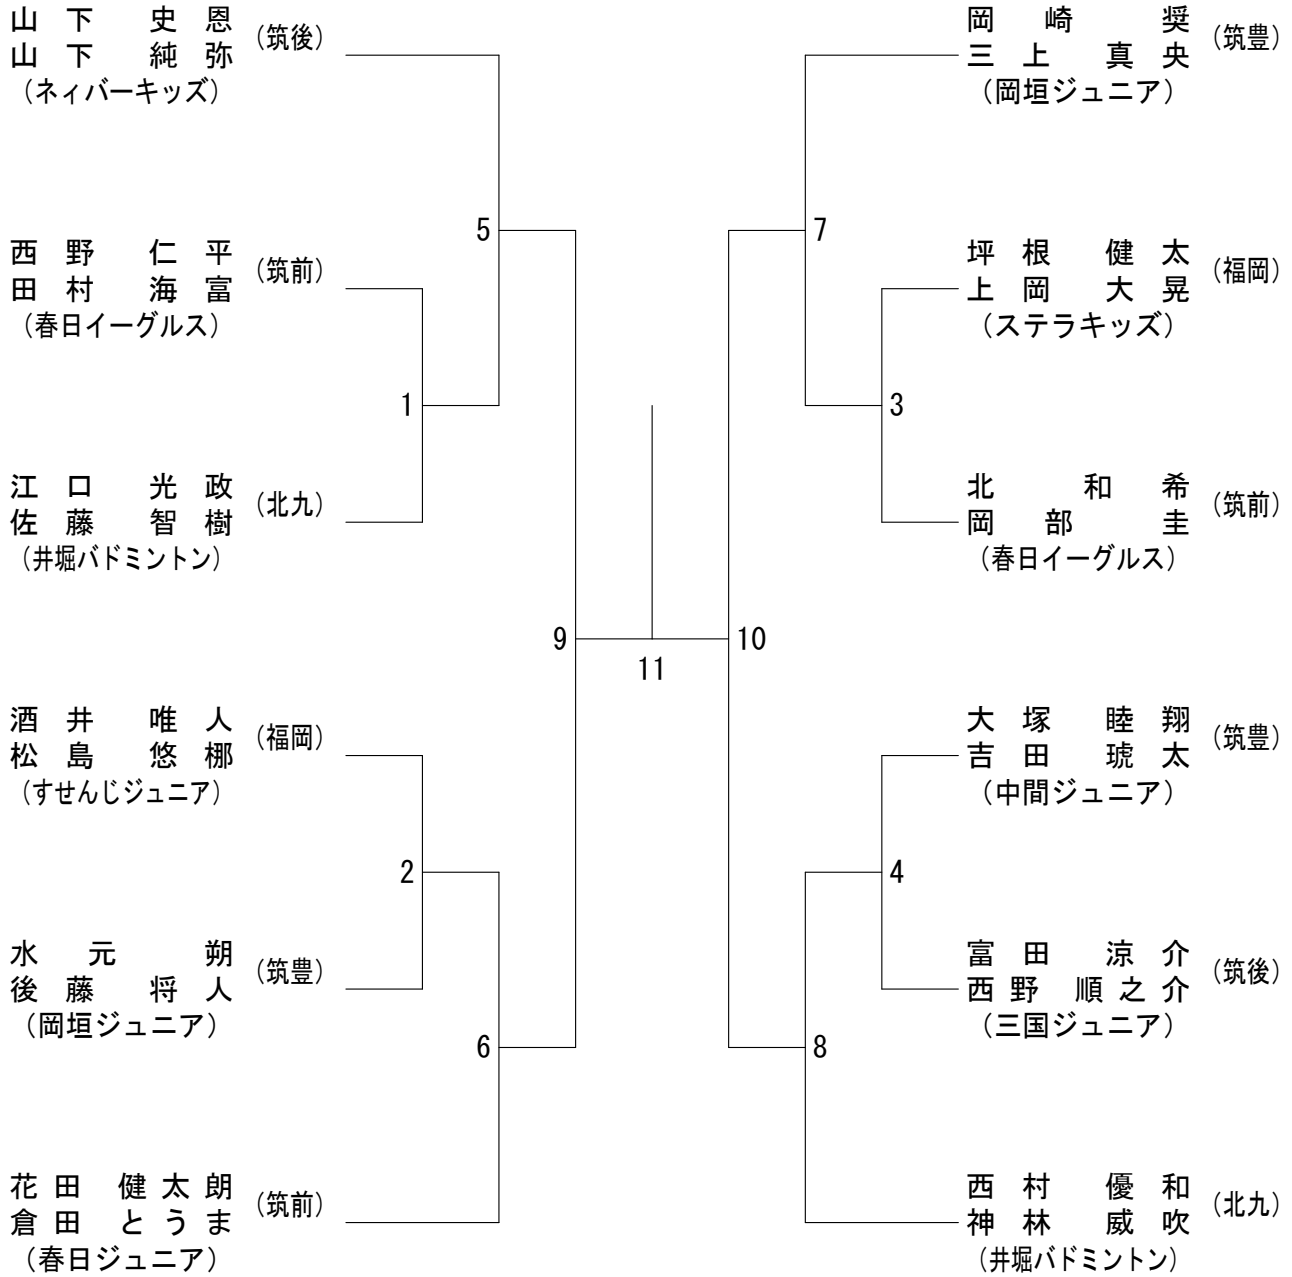 山下 史恩 (筑後)
山下 純弥
(ネィバーキッズ)
西野 仁平 (筑前)
田村 海富
(春日イーグルス)
江口 光政 (北九)
佐藤 智樹
(井堀バドミントン)
酒井 唯人 (福岡)
松島 悠梛
(すせんじジュニア)
水元 朔 (筑豊)
後藤 将人
(岡垣ジュニア)
花田 健太朗 (筑前)
倉田 とうま
(春日ジュニア)
5
1
2
6
9
11
10
7
3
4
8
岡崎 奨 (筑豊)
三上 真央
(岡垣ジュニア)
坪根 健太 (福岡)
上岡 大晃
(ステラキッズ)
北 和希 (筑前)
岡部 圭
(春日イーグルス)
大塚 睦翔 (筑豊)
吉田 琥太
(中間ジュニア)
富田 涼介 (筑後)
西野 順之介
(三国ジュニア)
西村 優和 (北九)
神林 威吹
(井堀バドミントン)